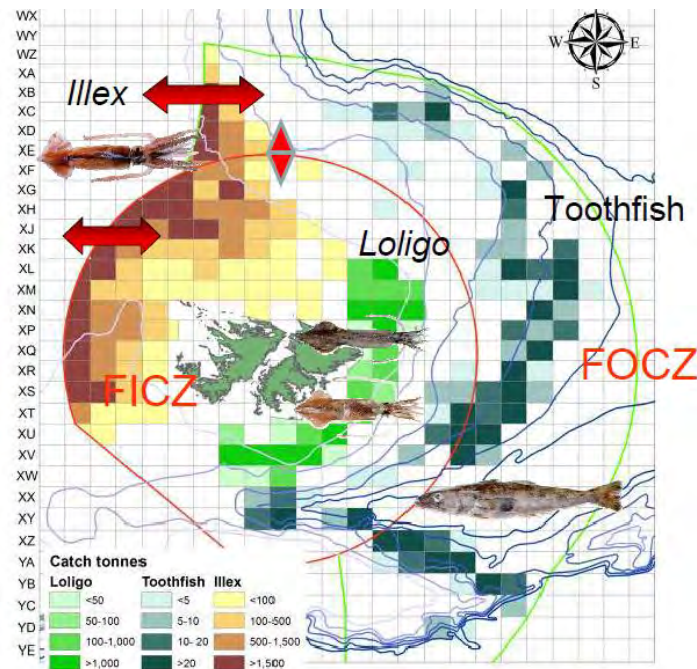 WX
WY
WZ
XA
XB
XC
XD
XE
XF
XG
XH
XJ
XK
XL
XM
XN
XP
XQ
XR
XS
XT
XU
XV
XW
XX
XY
XZ
YA
YB
YC
YD
YE
N
W E
S
Illex
Toothfish
Loligo
FICZ
FOCZ
Catch tonnes
Loligo Toothfish Illex
<50 <5 <100
50-100 5-10 100-500
100-1,000 10-20 500-1,500
>1,000 >20 >1,500